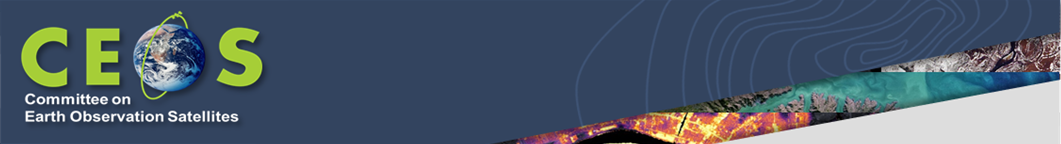 CEOS
Committee on
Earth Observation Satellites